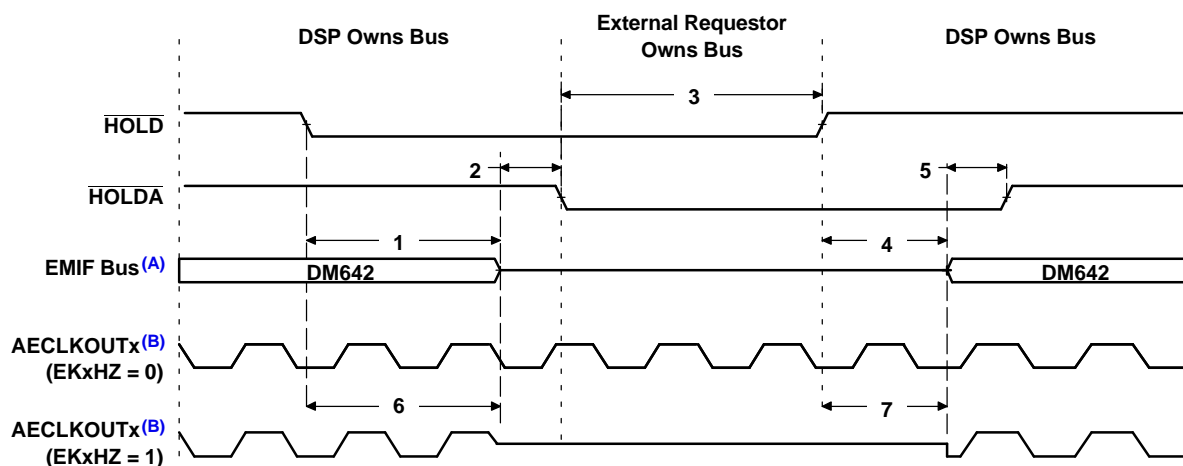 DSP Owns Bus
External Requestor
Owns Bus
DSP Owns Bus
3
HOLD
2
5
HOLDA
1
4
EMIF Bus(A)
DM642
DM642
AECLKOUTx(B)
(EKxHZ = 0)
6
7
AECLKOUTx(B)
(EKxHZ = 1)